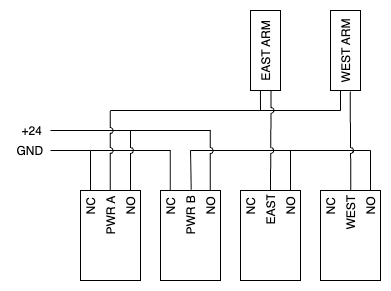 EAST ARM
WEST ARM
+24
GND
NC
PWR A
NO
NC
PWR B
NO
NC
EAST
NO
NC
WEST
NO